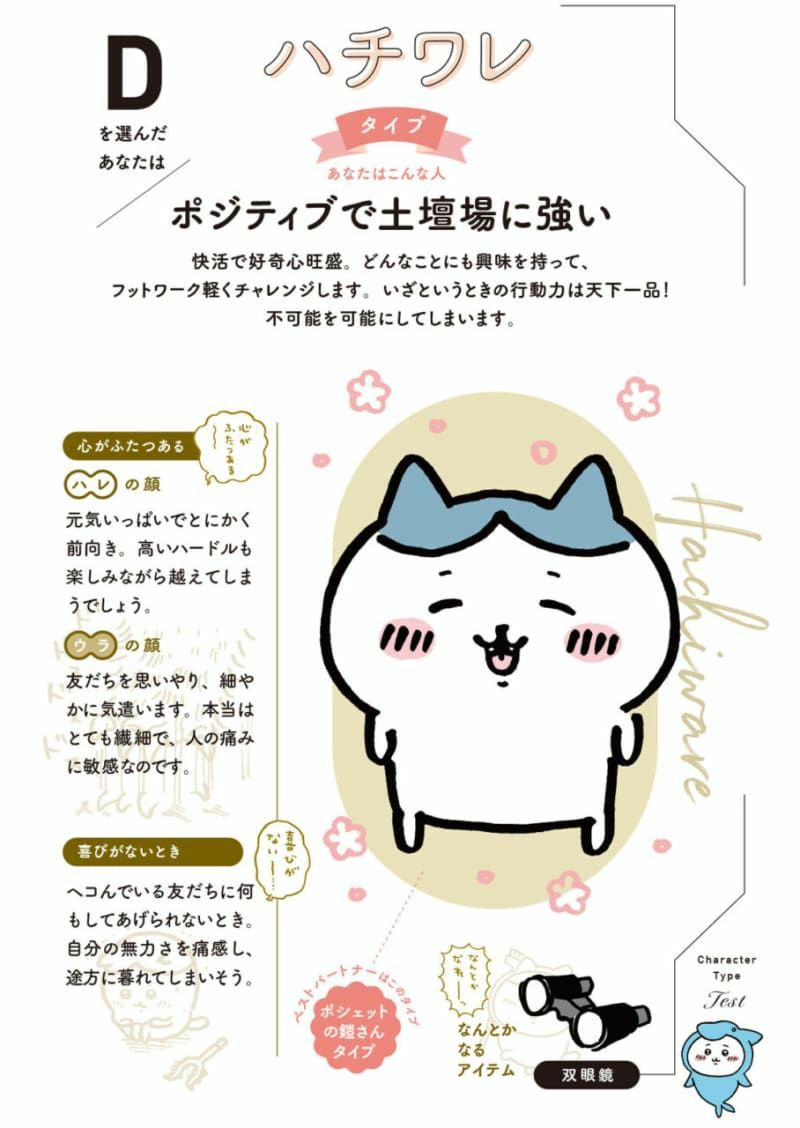 D
を選んだ
あなたは
ハチワレ
タイプ
あなたはこんな人
ポジティブで土壇場に強い
快活で好奇心旺盛。どんなことにも興味を持って、
フットワーク軽くチャレンジします。いざというときの行動力は天下一品!
不可能を可能にしてしまいます。
心がふたつある
心が
ふたつある
〜
ハレの顔
元気いっぱいでとにかく
前向き。高いハードルも
楽しみながら越えてしま
うでしょう。
ウラの顔
友だちを思いやり、細や
かに気遣います。本当は
とても繊細で、人の痛み
に敏感なのです。
喜びがないとき
喜びが
ないー…
ヘコんでいる友だちに何
もしてあげられないとき。
自分の無力さを痛感し、
途方に暮れてしまいそう。
Hachiware
ベストパートナーはこのタイプ
ポシェット
の鎧さん
タイプ
なんとか
なれーッ
なんとか
なる
アイテム
双眼鏡
Character
Type
Test